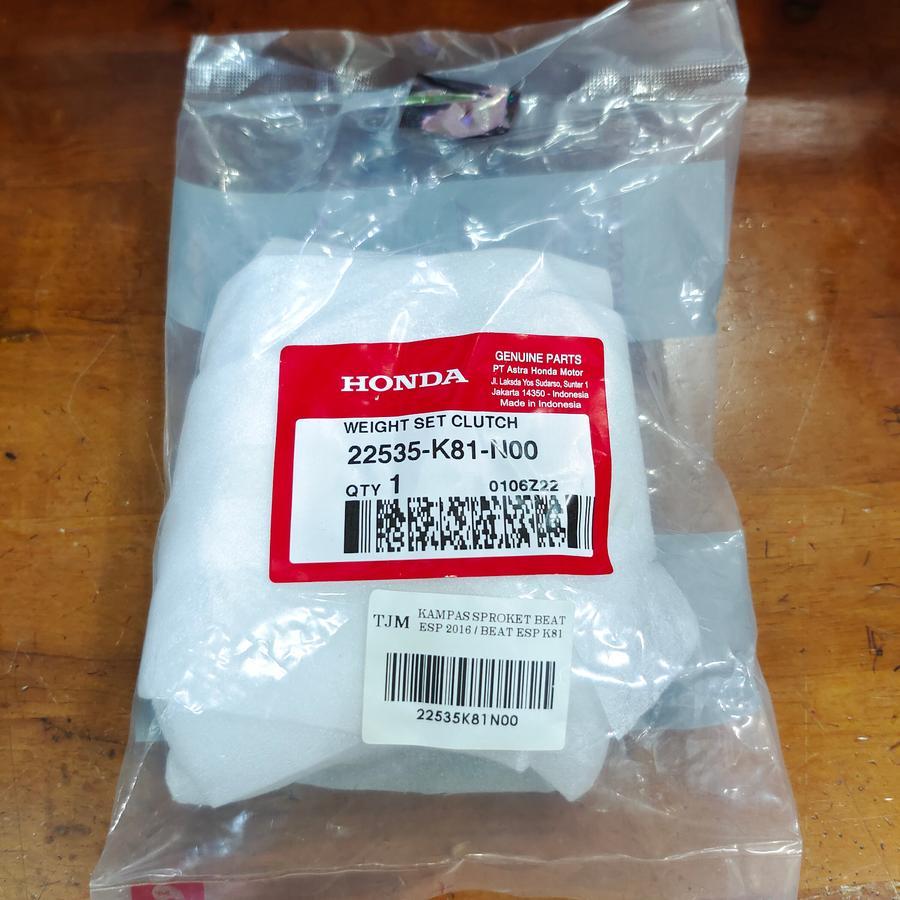 HONDA
GENUINE PARTS
PT Astra Honda Motor
Jl. Laksda Yos Sudarso, Sunter 1
Jakarta 14350 - Indonesia
Made in Indonesia
WEIGHT SET CLUTCH
22535-K81-N00
QTY 1
0106Z22
TJM
KAMPAS SPROKET BEAT
ESP 2016 / BEAT ESP K81
22535K81N00